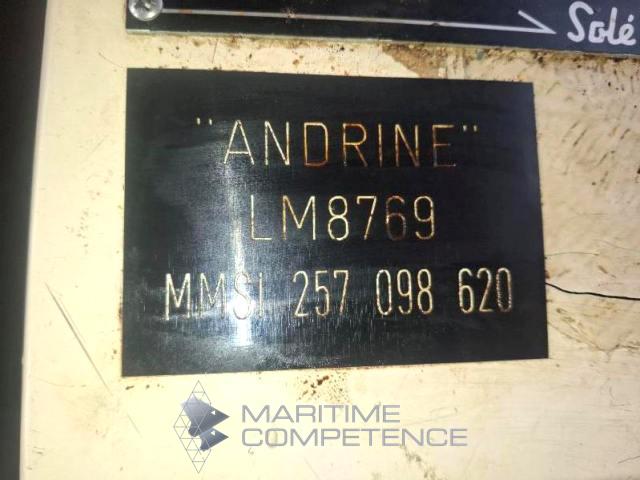 Solé
"ANDRINE"
LM8769
MMSI 257 098 620
MARITIME
COMPETENCE